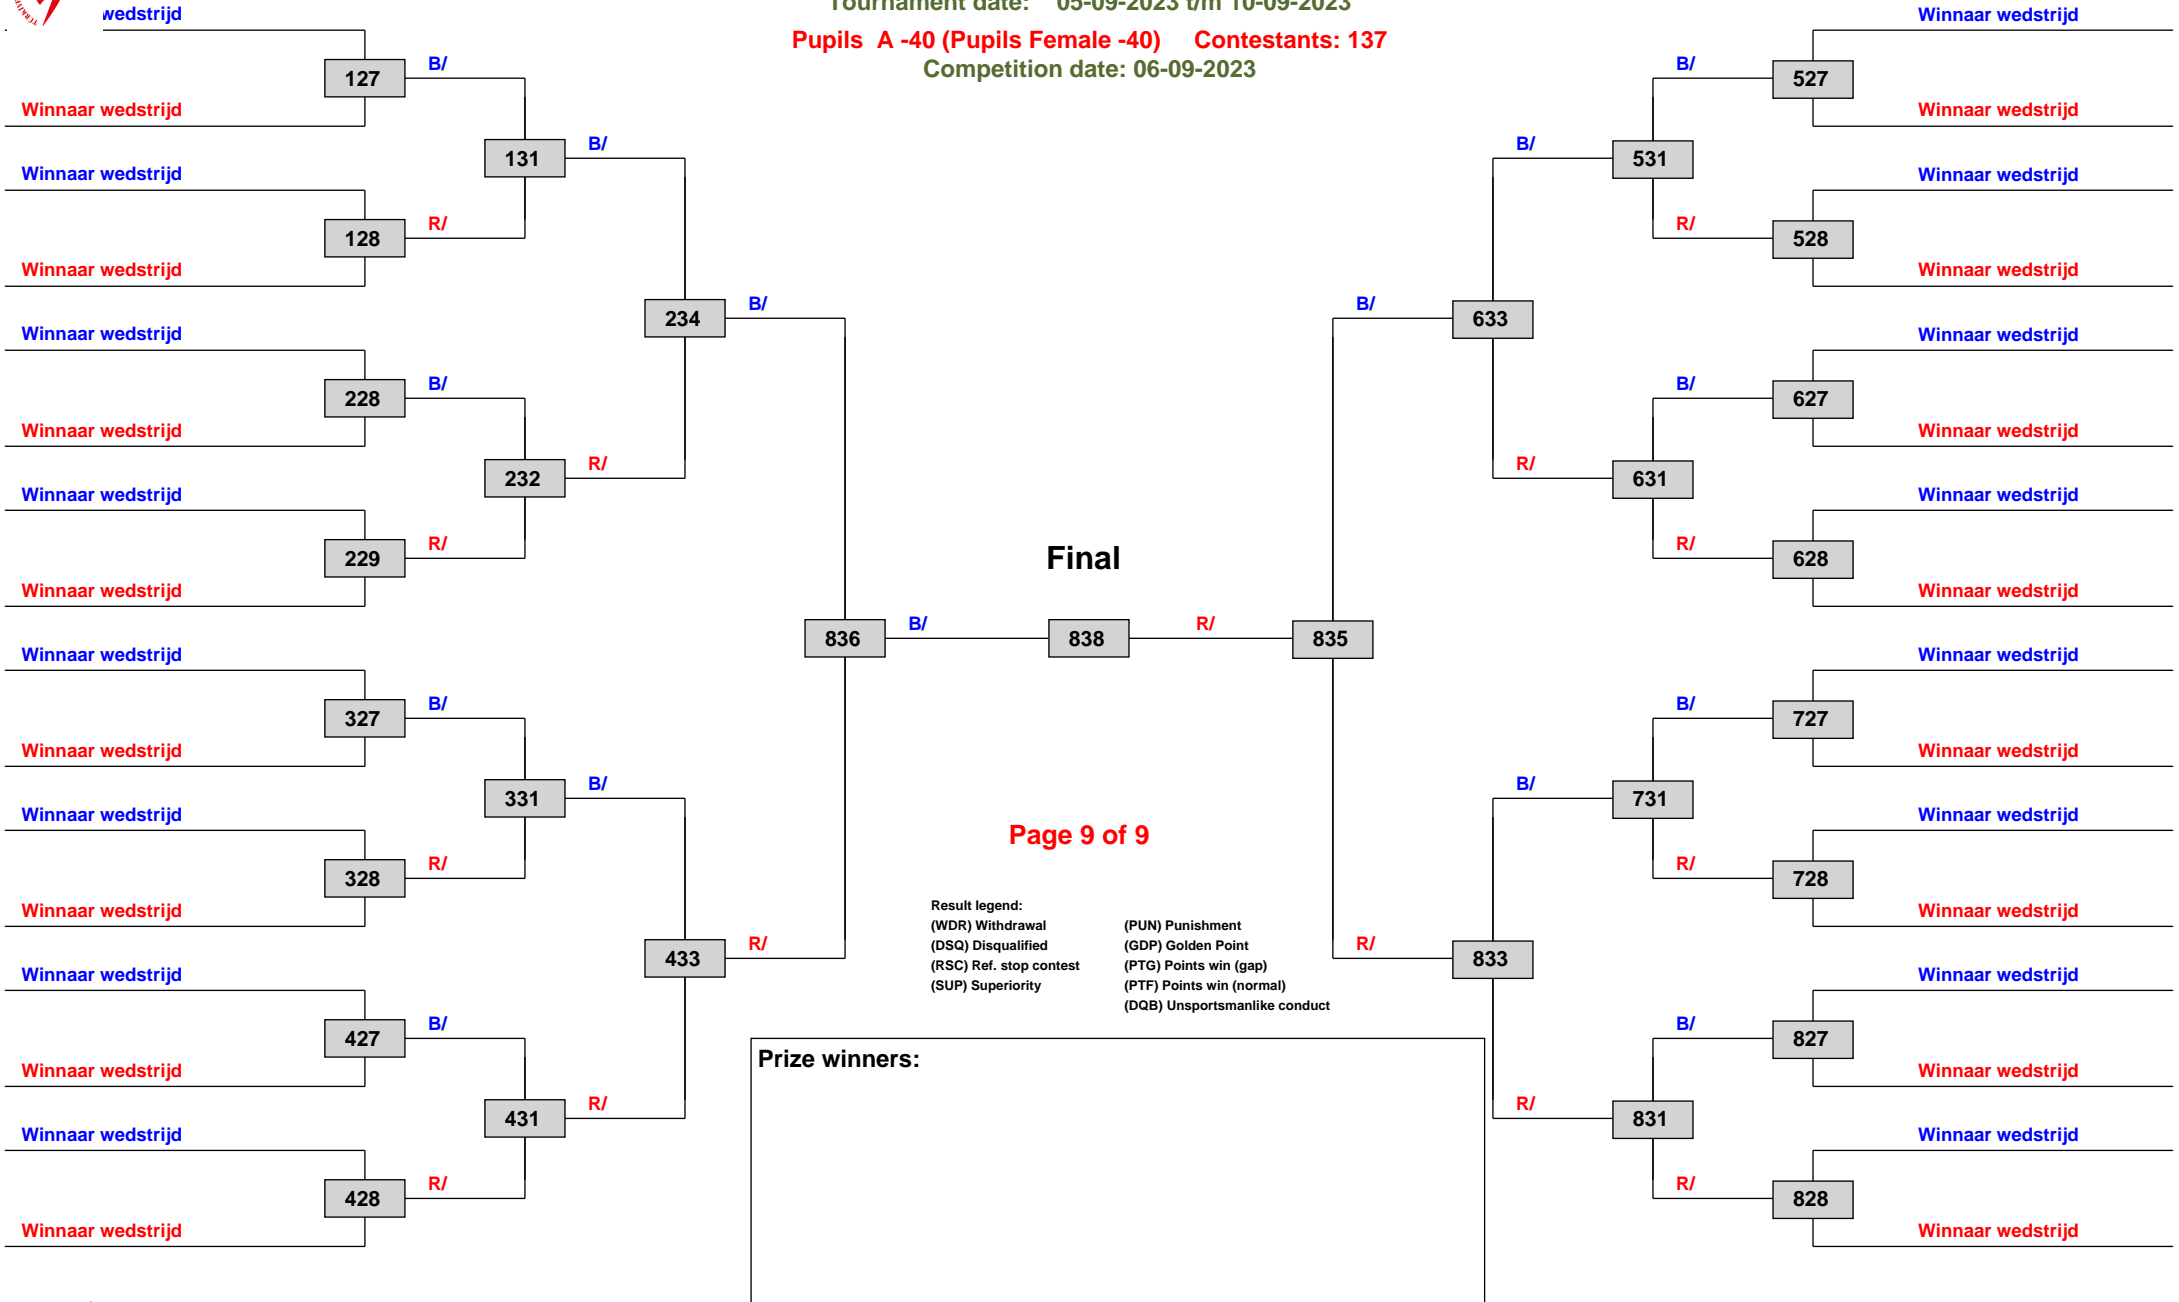 Tournament date: 05-09-2023 t/m 10-09-2023
Pupils A -40 (Pupils Female -40) Contestants: 137
Competition date: 06-09-2023
wedstrijd
127
B/
Winnaar wedstrijd
131
B/
Winnaar wedstrijd
128
R/
Winnaar wedstrijd
234
B/
Winnaar wedstrijd
228
B/
Winnaar wedstrijd
232
R/
Winnaar wedstrijd
229
R/
Winnaar wedstrijd
836
B/
Winnaar wedstrijd
327
B/
Winnaar wedstrijd
331
B/
Winnaar wedstrijd
328
R/
Winnaar wedstrijd
433
R/
Winnaar wedstrijd
427
B/
Winnaar wedstrijd
431
R/
Winnaar wedstrijd
428
R/
Winnaar wedstrijd
Final
838
R/
835
Page 9 of 9
Result legend:
(WDR) Withdrawal (PUN) Punishment
(DSQ) Disqualified (GDP) Golden Point
(RSC) Ref. stop contest (PTG) Points win (gap)
(SUP) Superiority (PTF) Points win (normal)
(DQB) Unsportsmanlike conduct
Prize winners:
Winnaar wedstrijd
B/
527
Winnaar wedstrijd
B/
531
Winnaar wedstrijd
R/
528
Winnaar wedstrijd
B/
633
Winnaar wedstrijd
B/
627
Winnaar wedstrijd
R/
631
Winnaar wedstrijd
R/
628
Winnaar wedstrijd
Winnaar wedstrijd
B/
727
Winnaar wedstrijd
B/
731
Winnaar wedstrijd
R/
728
Winnaar wedstrijd
R/
833
Winnaar wedstrijd
B/
827
Winnaar wedstrijd
R/
831
Winnaar wedstrijd
R/
828
Winnaar wedstrijd